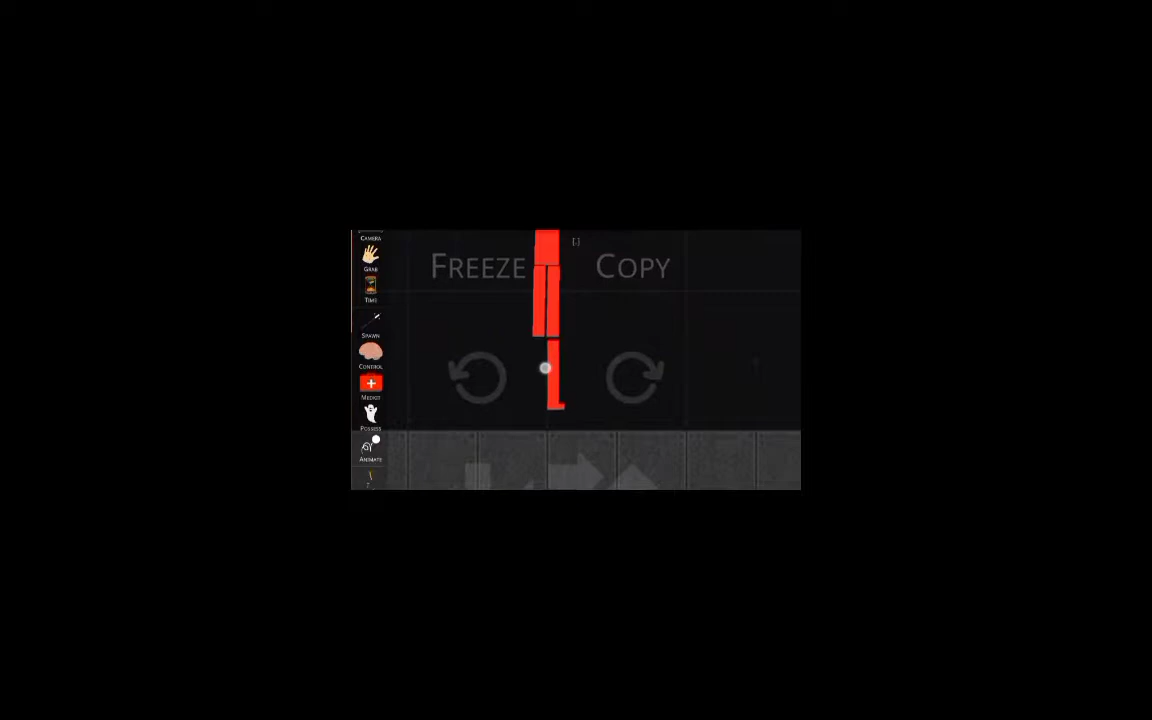 CAMERA
GRAB
TIME
SPAWN
CONTROL
MEDKIT
POSSESS
ANIMATE
FREEZE
COPY
[.]